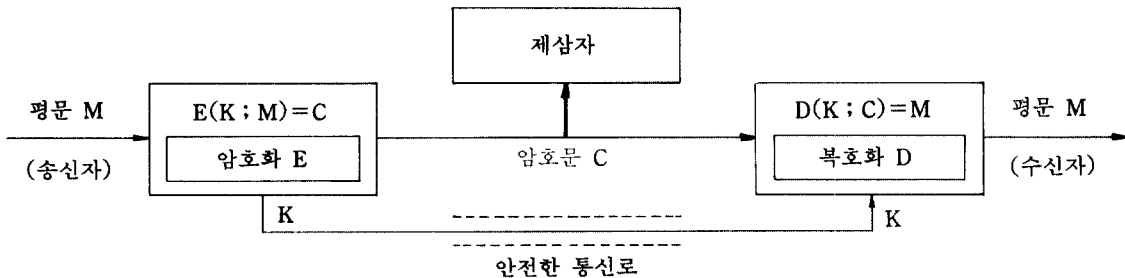 제삼자
평문 M
E(K ; M)=C
D(K ; C)=M
평문 M
암호화 E
암호문 C
복호화 D
(송신자)
(수신자)
K
K
안전한 통신로